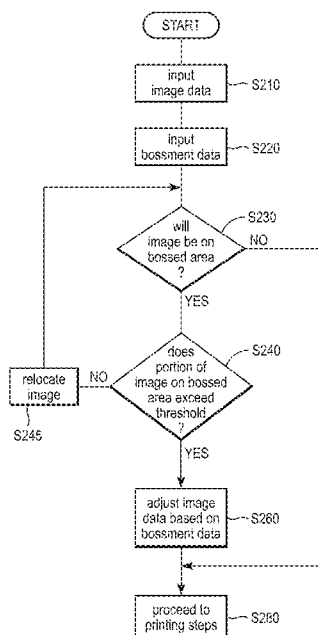 START
input
image data
S210
input
bossment data
S220
will
image be on
bossed area
?
S230
NO
YES
does
portion of
image on bossed
area exceed
threshold
?
S240
NO
relocate
image
S245
YES
adjust image
data based on
bossment data
S260
proceed to
printing steps
S280